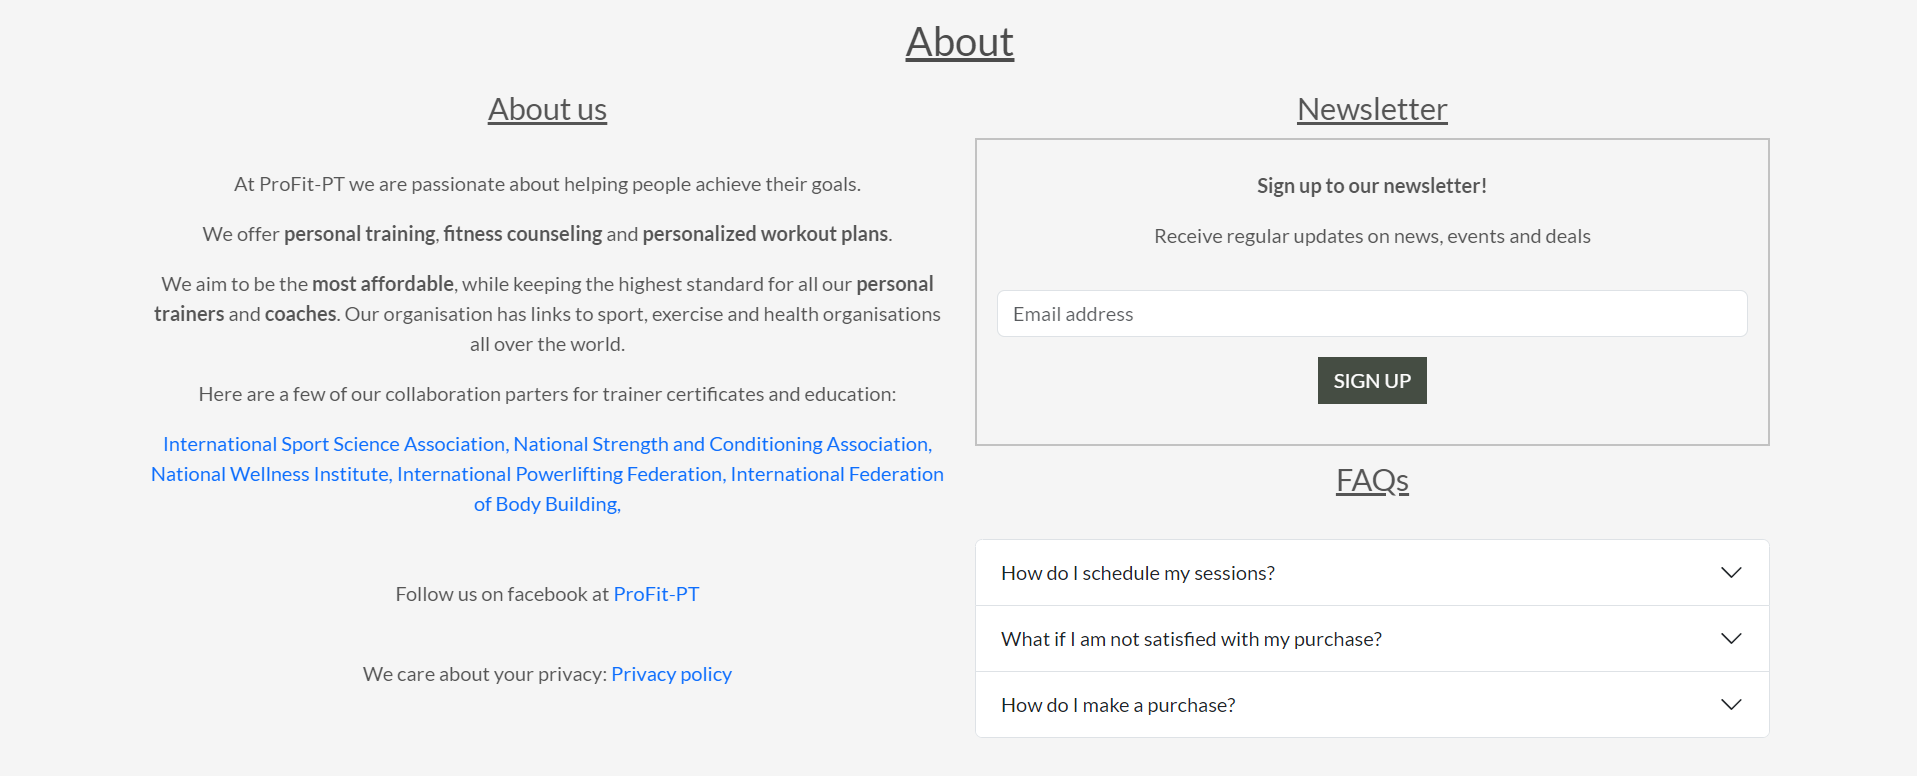 About
About us
At ProFit-PT we are passionate about helping people achieve their goals.
We offer personal training, fitness counseling and personalized workout plans.
We aim to be the most affordable, while keeping the highest standard for all our personal
trainers and coaches. Our organisation has links to sport, exercise and health organisations
all over the world.
Here are a few of our collaboration parters for trainer certificates and education:
International Sport Science Association, National Strength and Conditioning Association,
National Wellness Institute, International Powerlifting Federation, International Federation
of Body Building,
Follow us on facebook at ProFit-PT
We care about your privacy: Privacy policy
Newsletter
Sign up to our newsletter!
Receive regular updates on news, events and deals
Email address
SIGN UP
FAQs
How do I schedule my sessions?
What if I am not satisfied with my purchase?
How do I make a purchase?